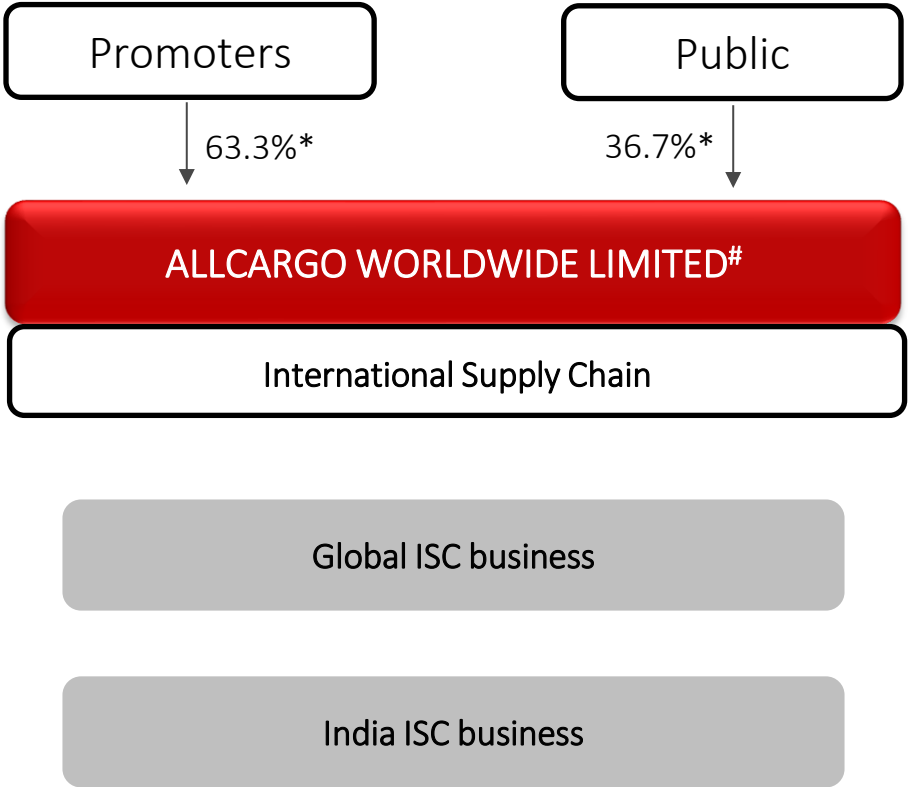 Promoters
Public
63.3%*
36.7%*
ALLCARGO WORLDWIDE LIMITED#
International Supply Chain
Global ISC business
India ISC business